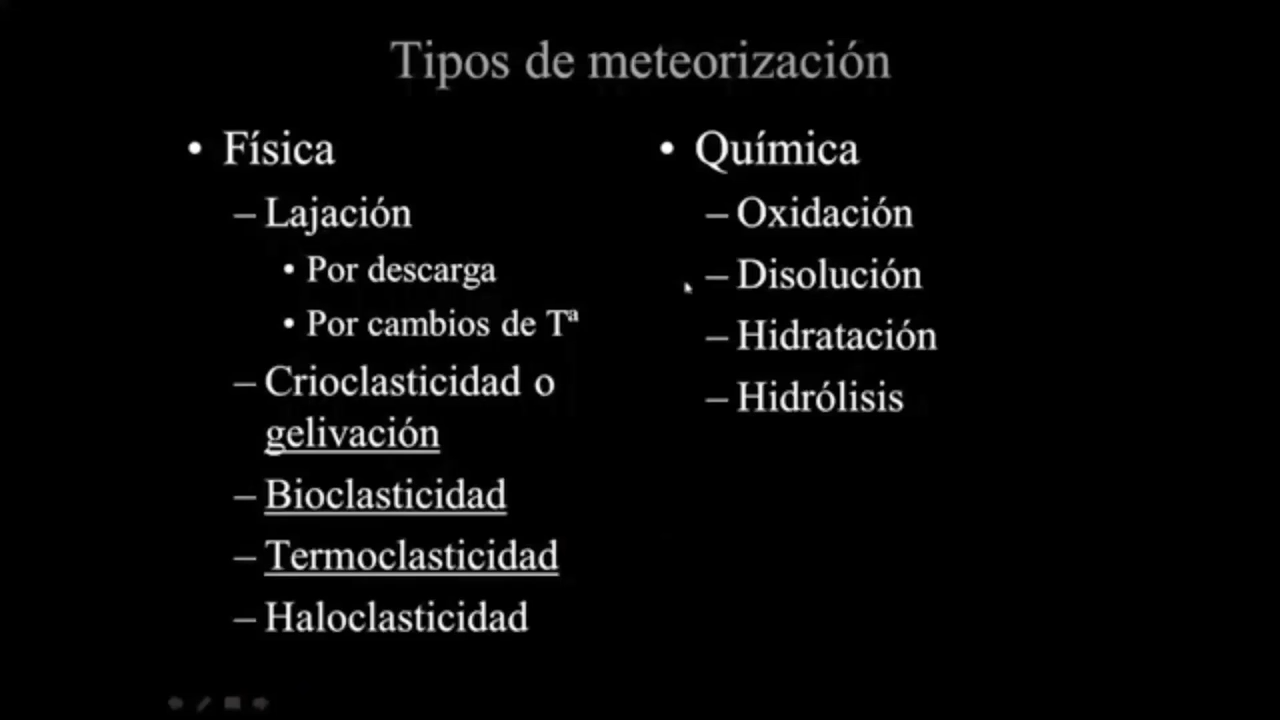 Tipos de meteorización
• Física
– Lajación
• Por descarga
• Por cambios de Tª
– Crioclasticidad o
gelivación
– Bioclasticidad
– Termoclasticidad
– Haloclasticidad
• Química
– Oxidación
– Disolución
– Hidratación
– Hidrólisis